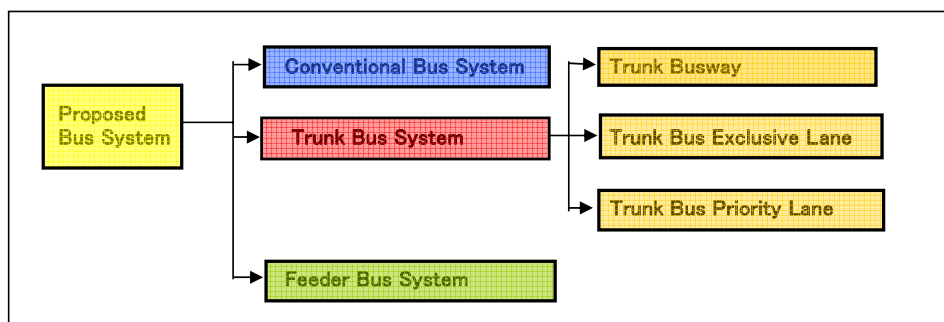 Proposed
Bus System
Conventional Bus System
Trunk Bus System
Feeder Bus System
Trunk Busway
Trunk Bus Exclusive Lane
Trunk Bus Priority Lane